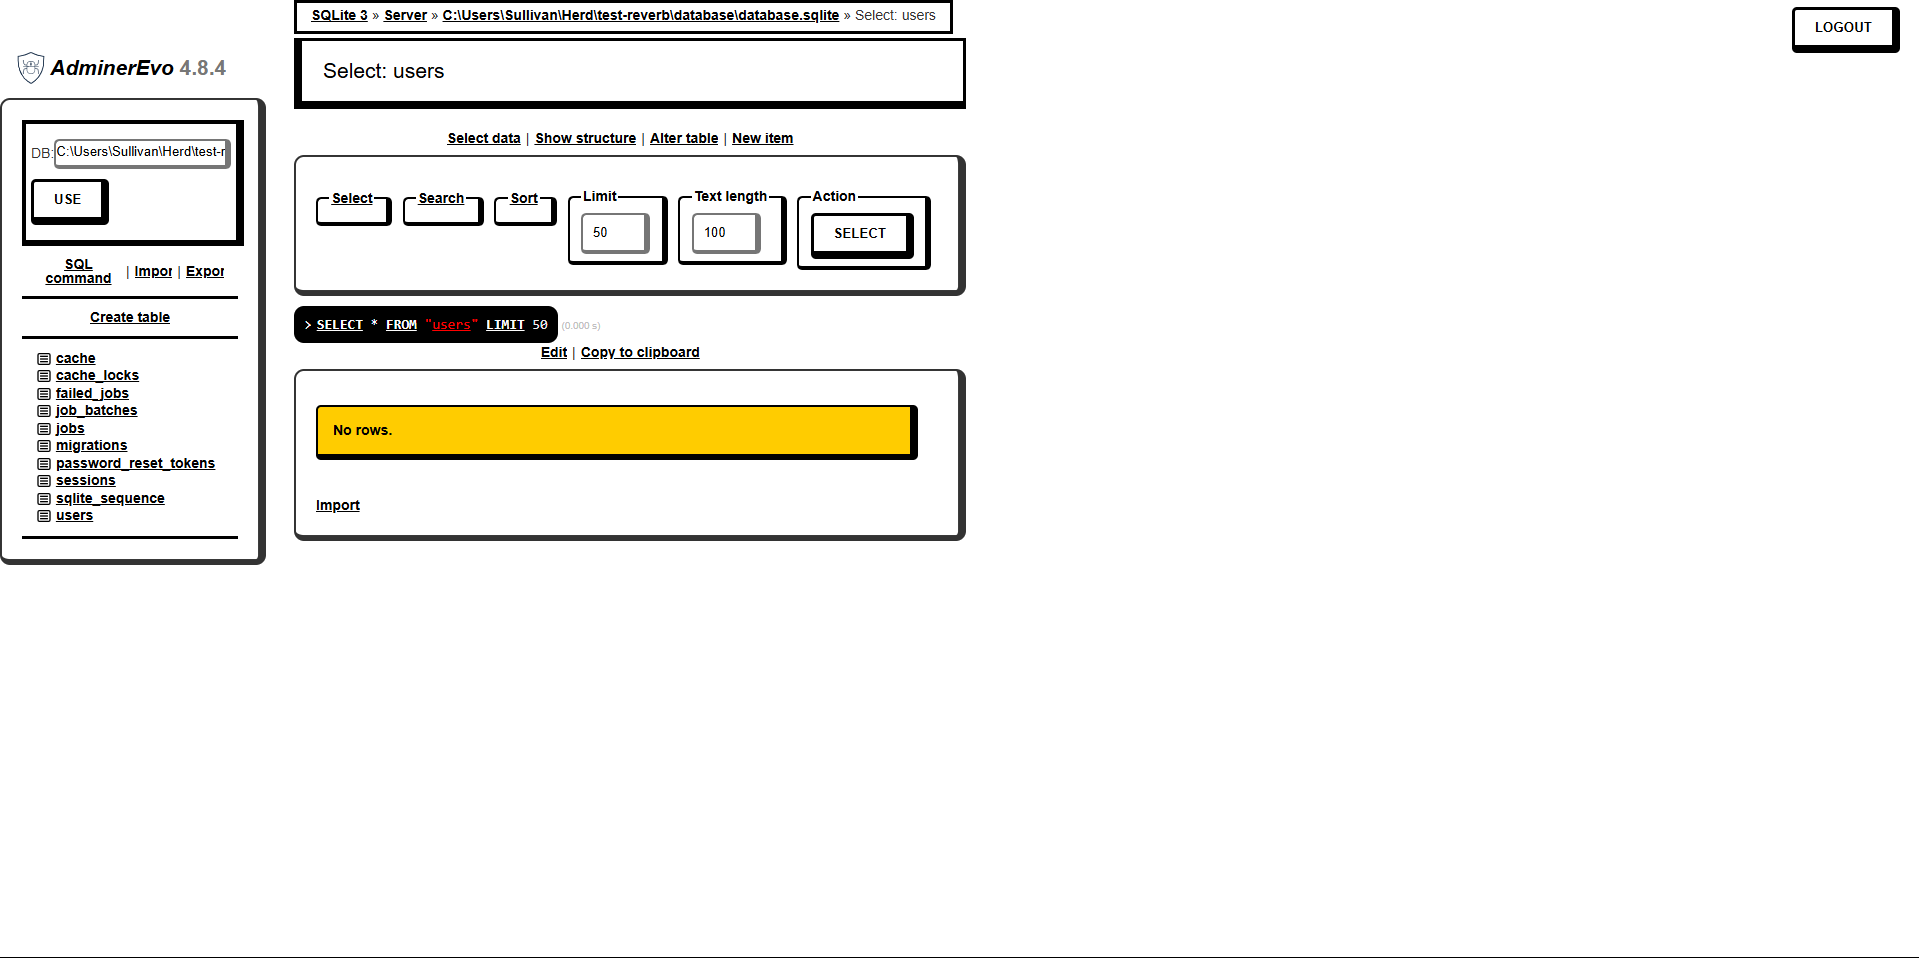 SQLite 3 » Server » C:\Users\Sullivan\Herd\test-reverb\database\database.sqlite » Select: users
LOGOUT
AdminerEvo 4.8.4
Select: users
DB: C:\Users\Sullivan\Herd\test-r
USE
SQL command | Impor | Expor
Create table
cache
cache_locks
failed_jobs
job_batches
jobs
migrations
password_reset_tokens
sessions
sqlite_sequence
users
Select data | Show structure | Alter table | New item
Select Search Sort Limit Text length Action
50 100 SELECT
> SELECT * FROM "users" LIMIT 50 (0.000 s)
Edit | Copy to clipboard
No rows.
Import